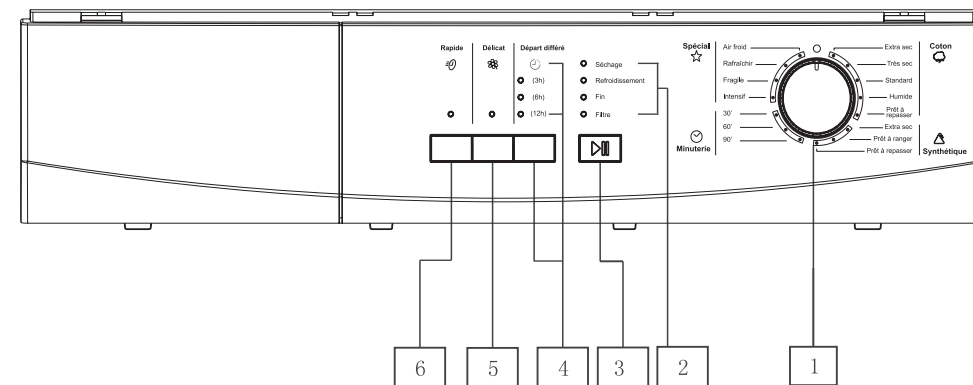 Rapide
Délicat
Départ différé
(3h)
(6h)
(12h)
Séchage
Refroidissement
Fin
Filtre
Spécial
Air froid
Rafraîchir
Fragile
Intensif
30'
60'
90'
Minuterie
Extra sec
Très sec
Standard
Humide
Prêt à
repasser
Coton
Extra sec
Prêt à ranger
Prêt à repasser
Synthétique
6
5
4
3
2
1